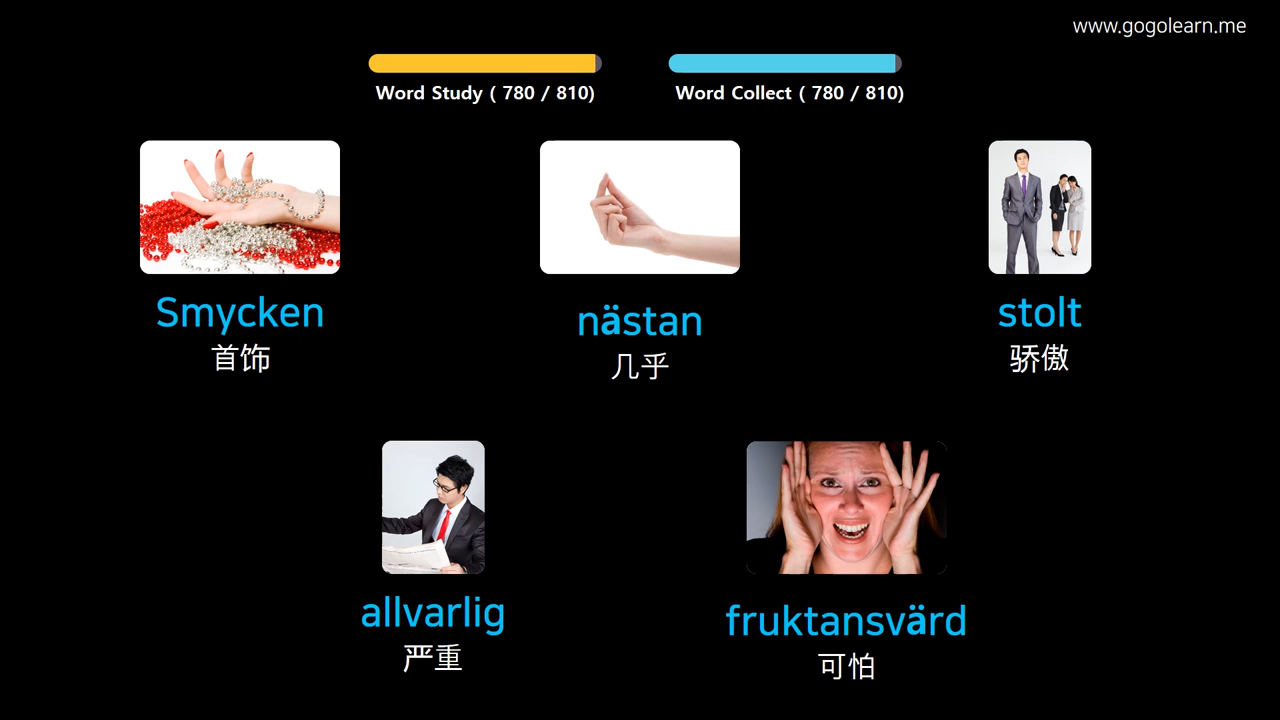 www.gogolearn.me
Word Study ( 780 / 810)
Word Collect ( 780 / 810)
Smycken
首饰
nästan
几乎
stolt
骄傲
allvarlig
严重
fruktansvärd
可怕